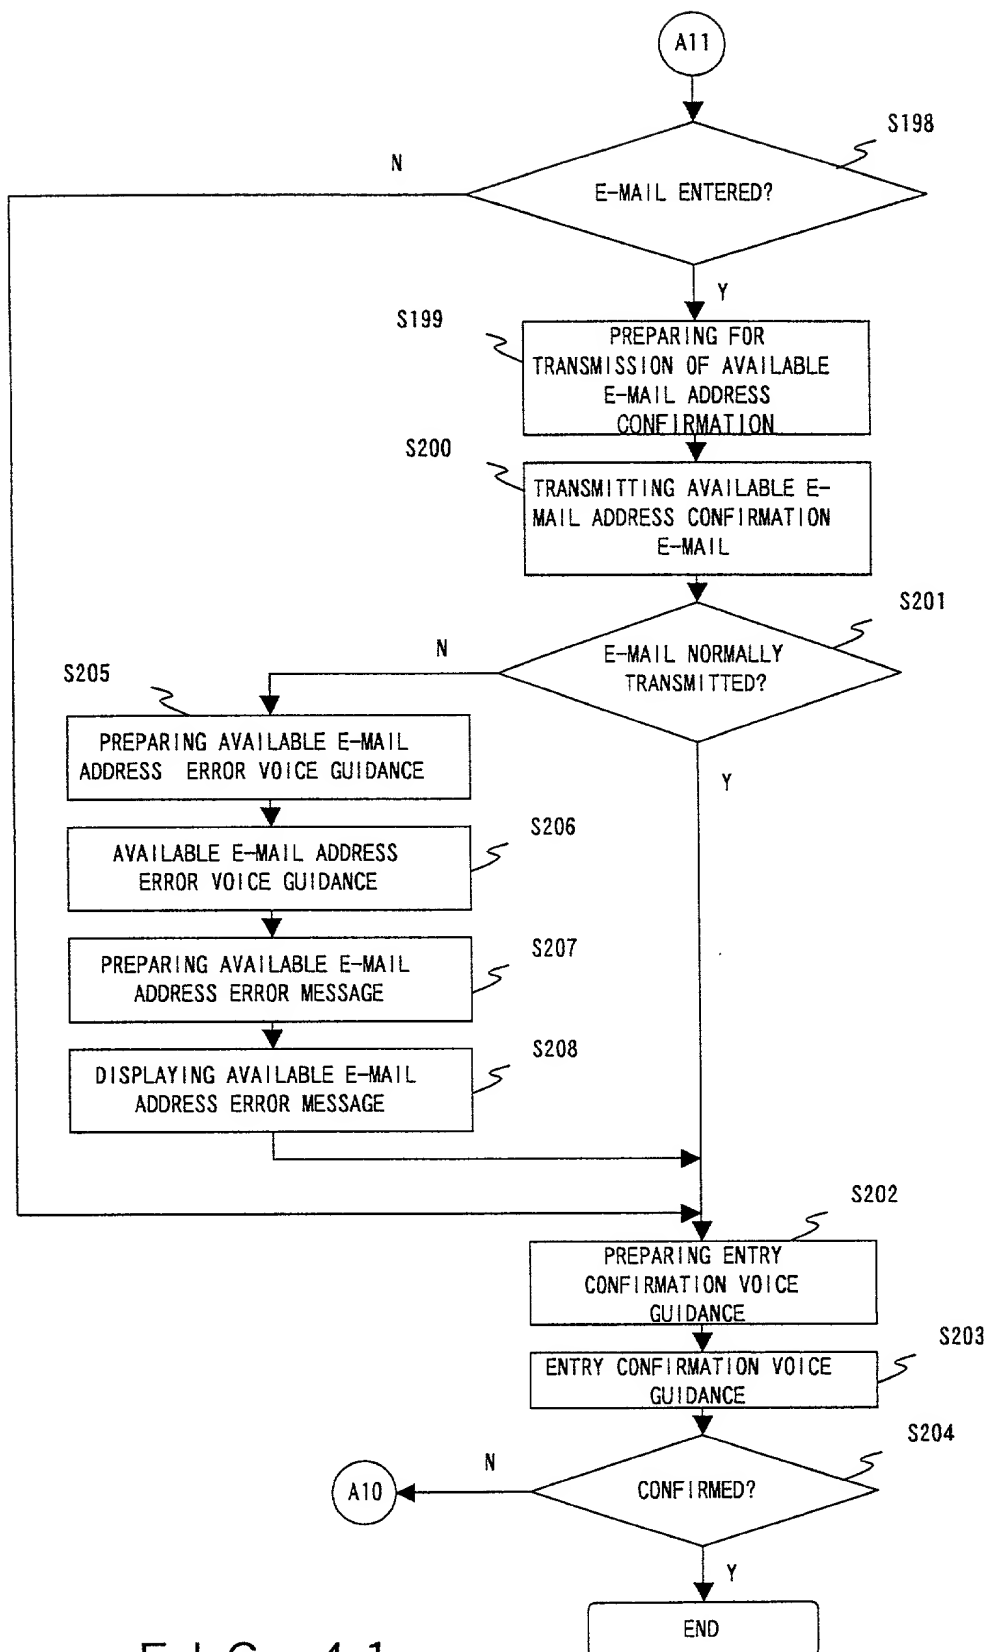 A11
S198
N
E-MAIL ENTERED?
Y
S199
PREPARING FOR
TRANSMISSION OF AVAILABLE
E-MAIL ADDRESS
CONFIRMATION
S200
TRANSMITTING AVAILABLE E-
MAIL ADDRESS CONFIRMATION
E-MAIL
S201
N
E-MAIL NORMALLY
TRANSMITTED?
Y
S205
PREPARING AVAILABLE E-MAIL
ADDRESS ERROR VOICE GUIDANCE
S206
AVAILABLE E-MAIL ADDRESS
ERROR VOICE GUIDANCE
S207
PREPARING AVAILABLE E-MAIL
ADDRESS ERROR MESSAGE
S208
DISPLAYING AVAILABLE E-MAIL
ADDRESS ERROR MESSAGE
S202
PREPARING ENTRY
CONFIRMATION VOICE
GUIDANCE
S203
ENTRY CONFIRMATION VOICE
GUIDANCE
S204
N
A10
CONFIRMED?
Y
END
FIG. 41